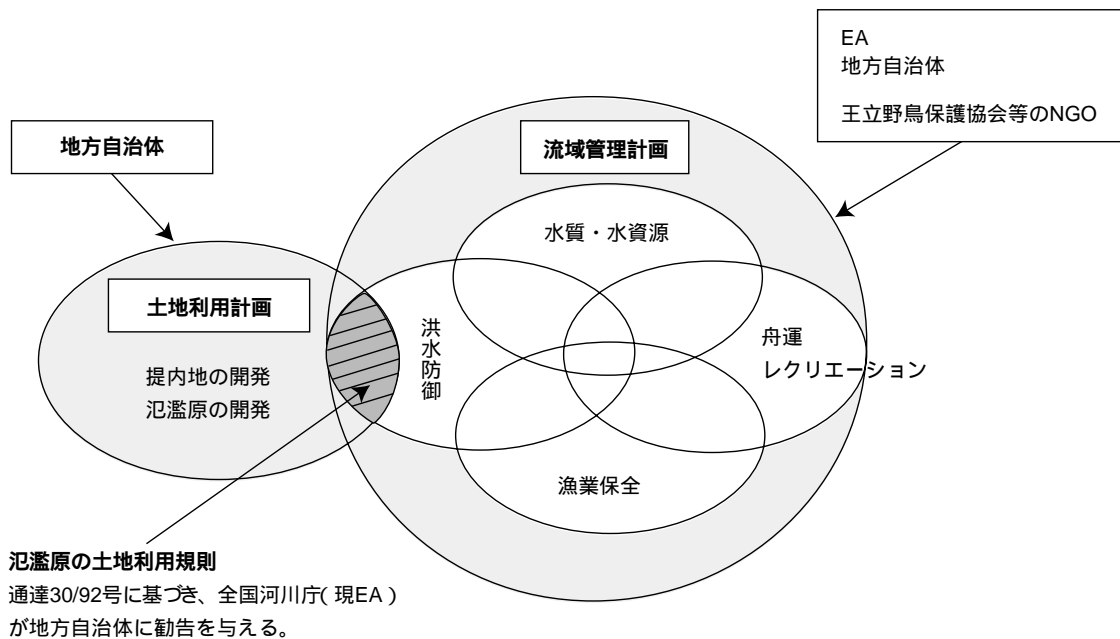 EA
地方自治体
王立野鳥保護協会等のNGO
地方自治体
流域管理計画
水質・水資源
土地利用計画
提内地の開発
氾濫原の開発
洪水防御
舟運
レクリエーション
漁業保全
氾濫原の土地利用規則
通達30/92号に基づき、全国河川庁(現EA)
が地方自治体に勧告を与える。